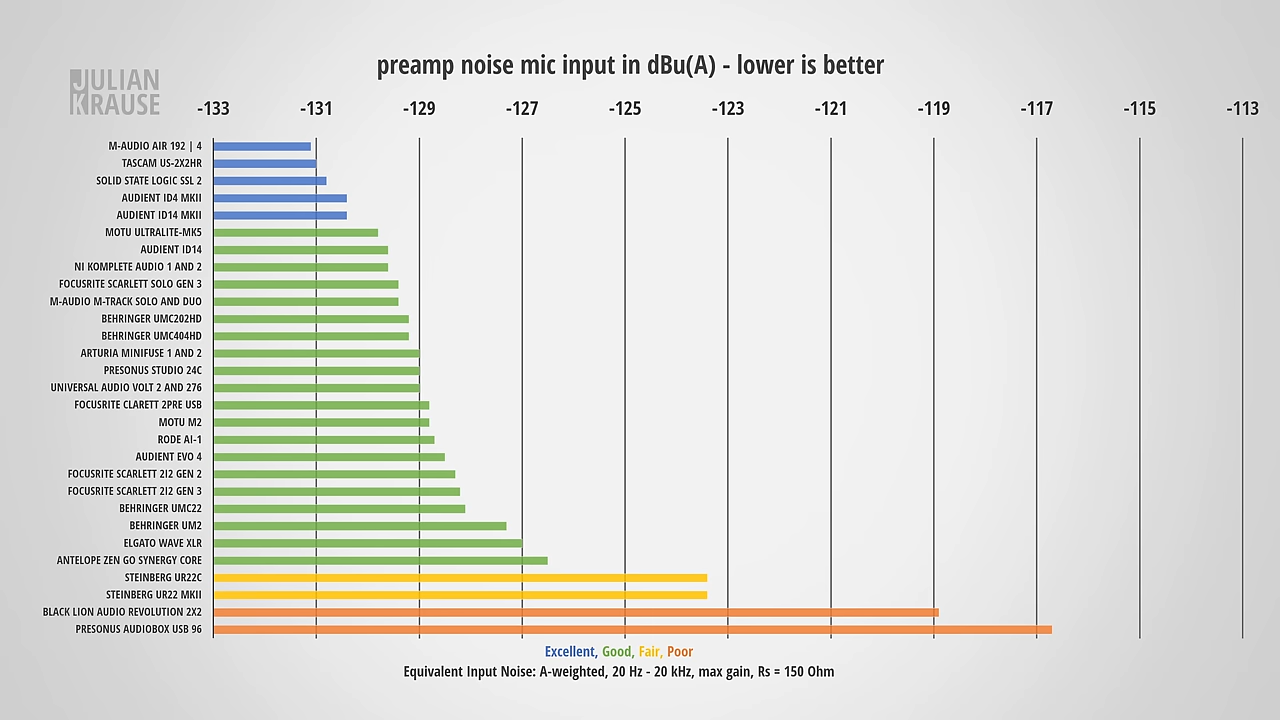 preamp noise mic input in dBu(A) - lower is better
JULIAN
KRAUSE
-133 -131 -129 -127 -125 -123 -121 -119 -117 -115 -113
M-AUDIO AIR 192 | 4
TASCAM US-2X2HR
SOLID STATE LOGIC SSL 2
AUDIENT ID4 MKII
AUDIENT ID14 MKII
MOTU ULTRALITE-MK5
AUDIENT ID14
NI KOMPLETE AUDIO 1 AND 2
FOCUSRITE SCARLETT SOLO GEN 3
M-AUDIO M-TRACK SOLO AND DUO
BEHRINGER UMC202HD
BEHRINGER UMC404HD
ARTURIA MINIFUSE 1 AND 2
PRESONUS STUDIO 24C
UNIVERSAL AUDIO VOLT 2 AND 276
FOCUSRITE CLARETT 2PRE USB
MOTU M2
RODE AI-1
AUDIENT EVO 4
FOCUSRITE SCARLETT 2I2 GEN 2
FOCUSRITE SCARLETT 2I2 GEN 3
BEHRINGER UMC22
BEHRINGER UM2
ELGATO WAVE XLR
ANTELOPE ZEN GO SYNERGY CORE
STEINBERG UR22C
STEINBERG UR22 MKII
BLACK LION AUDIO REVOLUTION 2X2
PRESONUS AUDIOBOX USB 96
Excellent, Good, Fair, Poor
Equivalent Input Noise: A-weighted, 20 Hz - 20 kHz, max gain, Rs = 150 Ohm